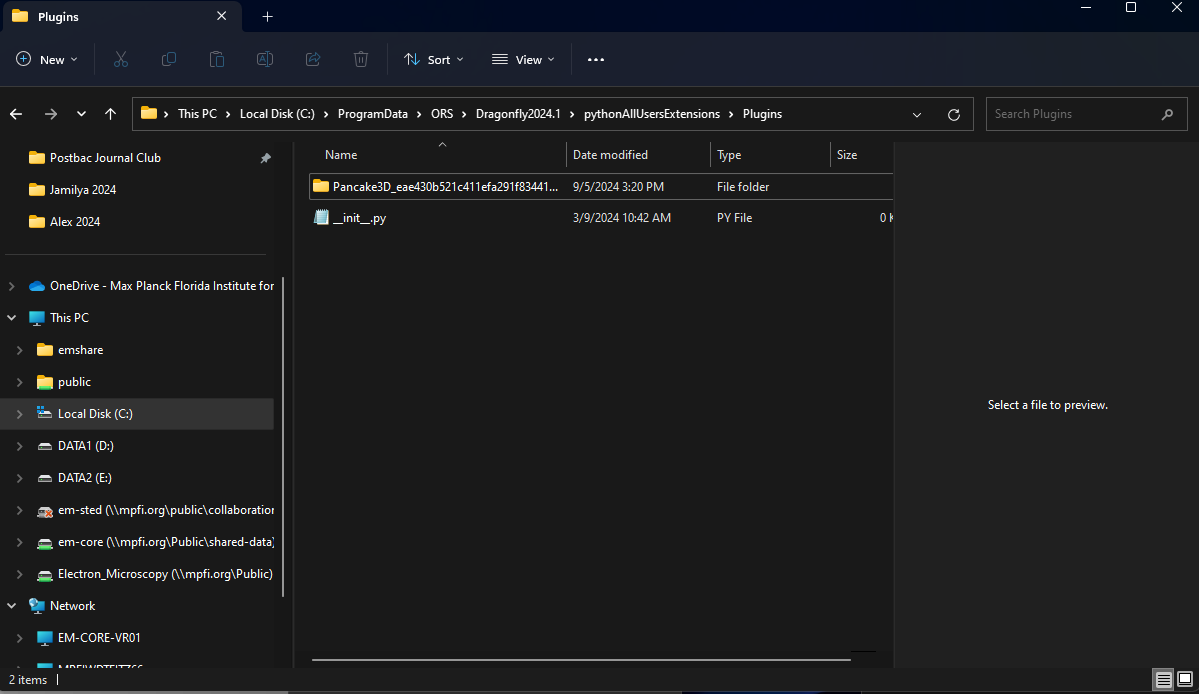 Plugins
New
Sort
View
This PC > Local Disk (C:) > ProgramData > ORS > Dragonfly2024.1 > pythonAllUsersExtensions > Plugins
Search Plugins
Postbac Journal Club
Jamilya 2024
Alex 2024
OneDrive - Max Planck Florida Institute for
This PC
emshare
public
Local Disk (C:)
DATA1 (D:)
DATA2 (E:)
em-sted (\\mpfi.org\public\collaboration
em-core (\\mpfi.org\Public\shared-data)
Electron_Microscopy (\\mpfi.org\Public)
Network
EM-CORE-VR01
Name Date modified Type Size
Pancake3D_eae430b521c411efa291f83441... 9/5/2024 3:20 PM File folder
__init__.py 3/9/2024 10:42 AM PY File 0 K
Select a file to preview.
2 items